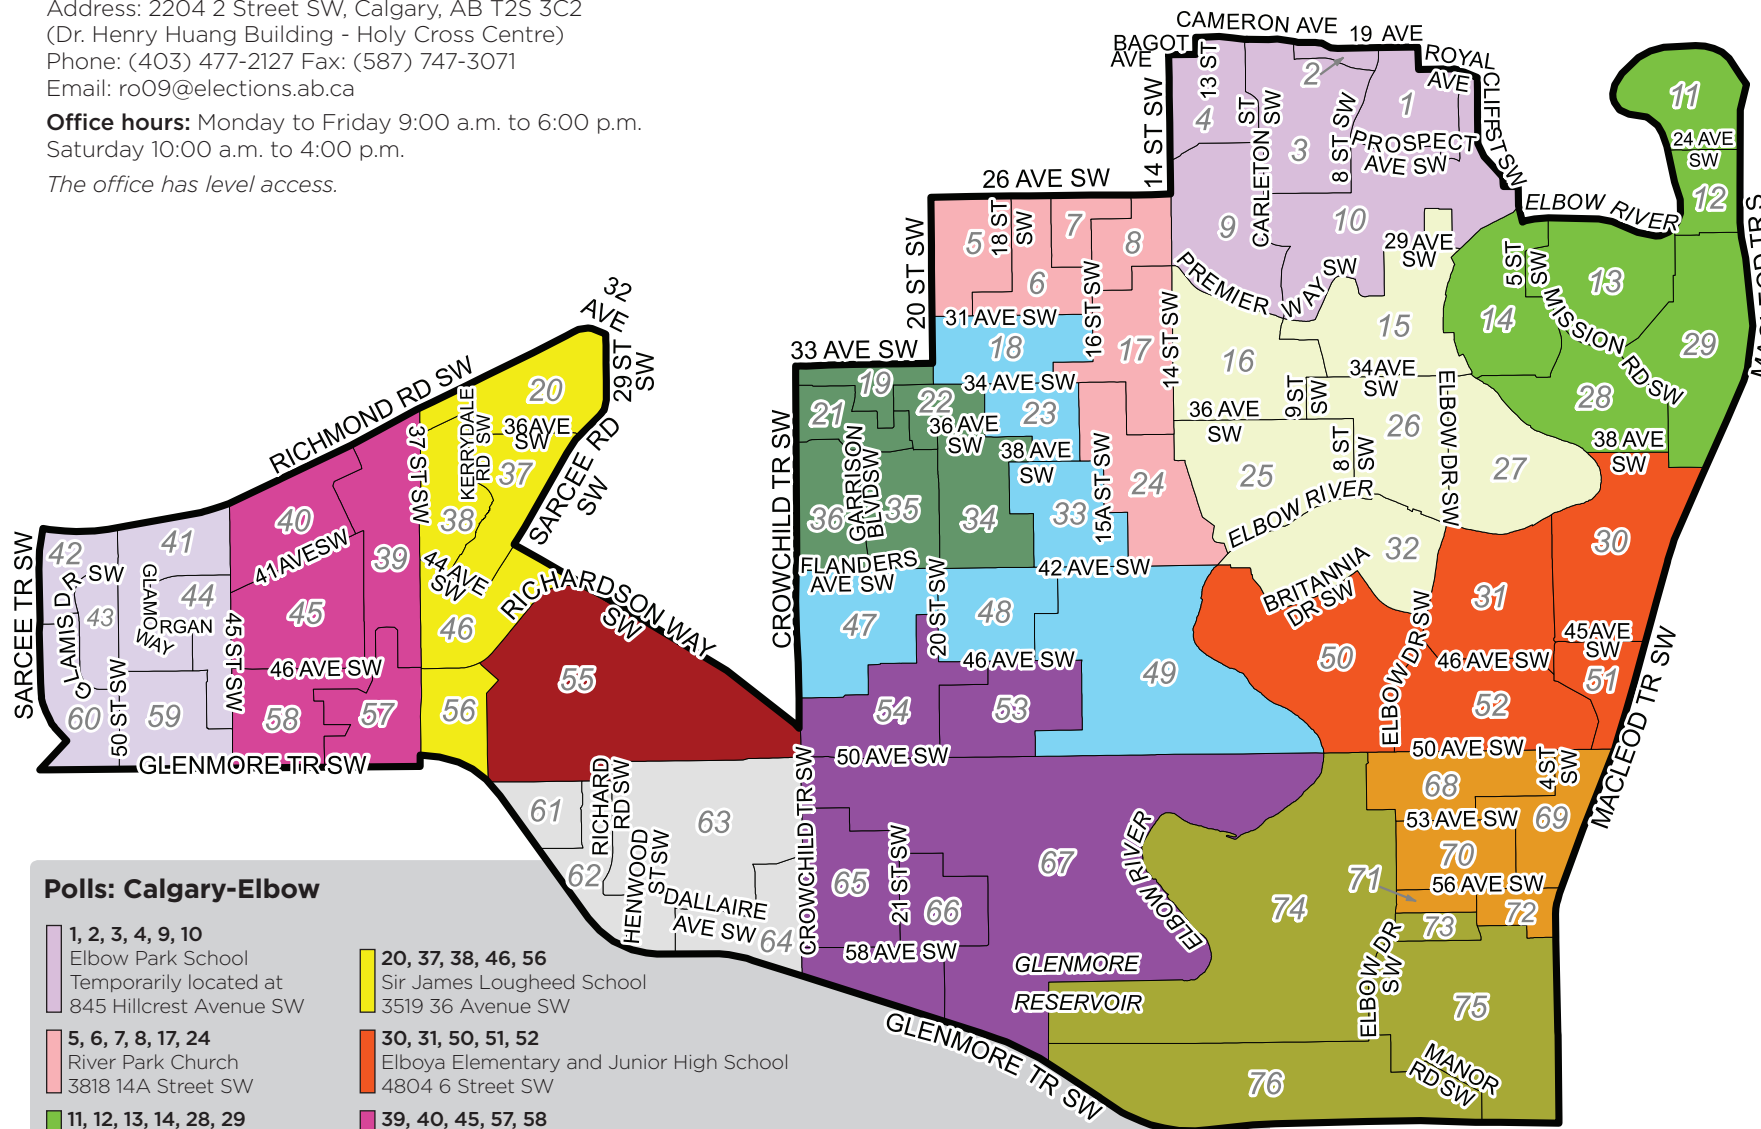 Address: 2204 2 Street SW, Calgary, AB T2S 3C2
(Dr. Henry Huang Building - Holy Cross Centre)
Phone: (403) 477-2127 Fax: (587) 747-3071
Email: ro09@elections.ab.ca
Office hours: Monday to Friday 9:00 a.m. to 6:00 p.m.
Saturday 10:00 a.m. to 4:00 p.m.
The office has level access.
CAMERON AVE
19 AVE
BAGOT
AVE
ROYAL
AVE
13 ST
CLIFF ST SW
14 ST SW
CARLETON ST SW
8 ST SW
PROSPECT
AVE SW
1
2
3
4
9
10
11
24 AVE
SW
12
ELBOW RIVER
MACLEOD TR S
26 AVE SW
20 ST SW
18 ST
SW
5
6
7
8
29 AVE
SW
5 ST
SW
13
14
MISSION RD SW
29
28
PREMIER WAY SW
31 AVE SW
16 ST SW
14 ST SW
15
16
17
18
32
AVE
29 ST
SW
33 AVE SW
34 AVE SW
34 AVE
SW
19
20
21
22
23
36 AVE
SW
36 AVE
SW
9 ST
SW
ELBOW DR SW
26
RICHMOND RD SW
KERRYDALE
RD SW
36 AVE
SW
37
37 ST SW
SARCEE RD
SW
38
CROWCHILD TR SW
GARRISON
BLVD SW
38 AVE
SW
15A ST SW
24
25
8 ST
SW
27
38 AVE
SW
30
33
34
35
36
ELBOW RIVER
32
31
SARCEE TR SW
42
41
40
41 AVE SW
39
44 AVE
SW
RICHARDSON WAY
SW
FLANDERS
AVE SW
42 AVE SW
BRITANNIA
DR SW
GLAMIS DR SW
43
GLAMORGAN
WAY
44
45 ST SW
45
46
46 AVE SW
47
20 ST SW
48
46 AVE SW
49
50
ELBOW DR SW
46 AVE SW
45 AVE
SW
51
52
MACLEOD TR SW
50 ST SW
60
59
58
57
56
55
54
53
GLENMORE TR SW
50 AVE SW
50 AVE SW
4 ST
SW
CROWCHILD TR SW
61
RICHARD
RD SW
63
62
HENWOOD
ST SW
DALLAIRE
AVE SW
64
65
21 ST SW
66
67
58 AVE SW
ELBOW RIVER
GLENMORE
RESERVOIR
GLENMORE TR SW
68
53 AVE SW
69
70
71
56 AVE SW
72
73
74
ELBOW DR
SW
75
MANOR
RD SW
76
Polls: Calgary-Elbow
1, 2, 3, 4, 9, 10
Elbow Park School
Temporarily located at
845 Hillcrest Avenue SW
5, 6, 7, 8, 17, 24
River Park Church
3818 14A Street SW
11, 12, 13, 14, 28, 29
20, 37, 38, 46, 56
Sir James Lougheed School
3519 36 Avenue SW
30, 31, 50, 51, 52
Elboya Elementary and Junior High School
4804 6 Street SW
39, 40, 45, 57, 58